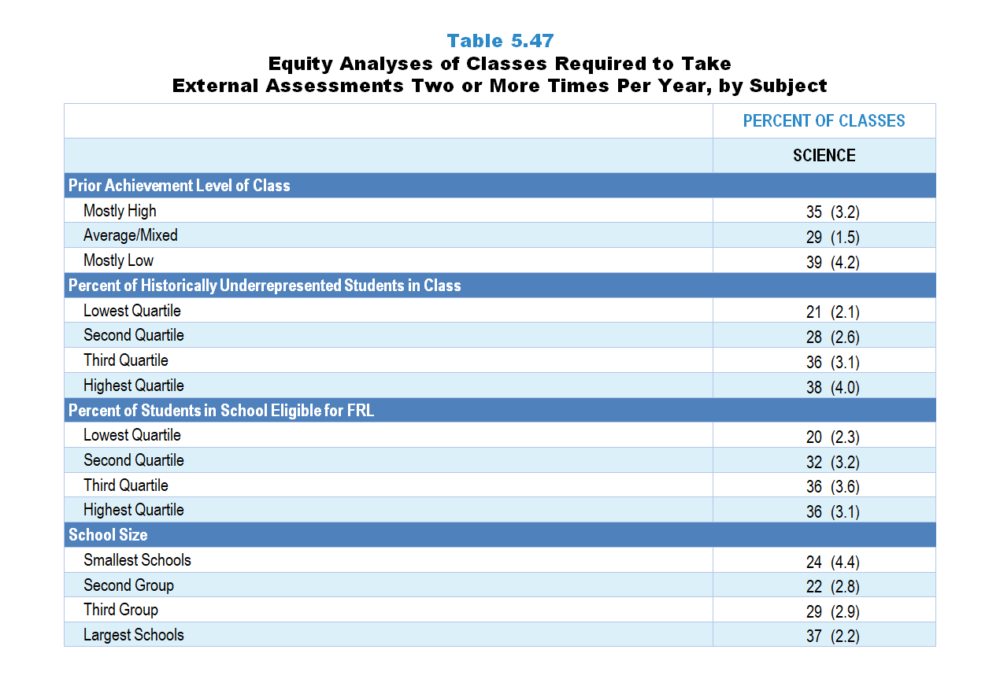 Table 5.47
Equity Analyses of Classes Required to Take
External Assessments Two or More Times Per Year, by Subject
PERCENT OF CLASSES
SCIENCE
Prior Achievement Level of Class
Mostly High 35 (3.2)
Average/Mixed 29 (1.5)
Mostly Low 39 (4.2)
Percent of Historically Underrepresented Students in Class
Lowest Quartile 21 (2.1)
Second Quartile 28 (2.6)
Third Quartile 36 (3.1)
Highest Quartile 38 (4.0)
Percent of Students in School Eligible for FRL
Lowest Quartile 20 (2.3)
Second Quartile 32 (3.2)
Third Quartile 36 (3.6)
Highest Quartile 36 (3.1)
School Size
Smallest Schools 24 (4.4)
Second Group 22 (2.8)
Third Group 29 (2.9)
Largest Schools 37 (2.2)